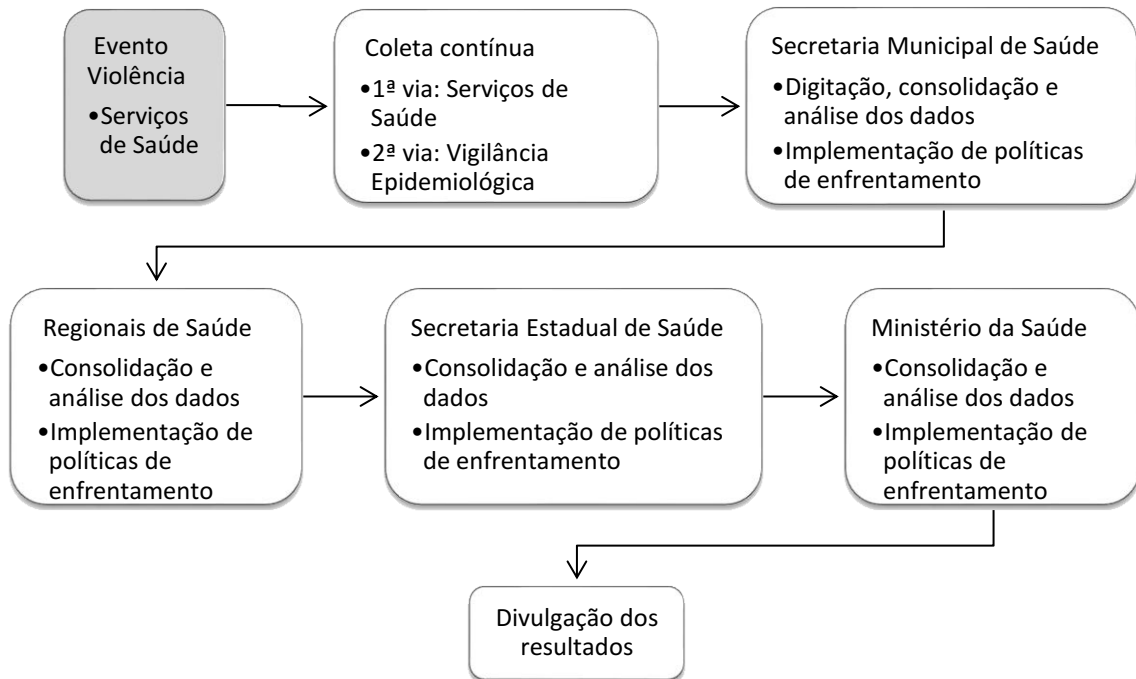 Evento
Violência
•Serviços
de Saúde
Coleta contínua
•1ª via: Serviços de
Saúde
•2ª via: Vigilância
Epidemiológica
Secretaria Municipal de Saúde
•Digitação, consolidação e
análise dos dados
•Implementação de políticas
de enfrentamento
Regionais de Saúde
•Consolidação e
análise dos dados
•Implementação de
políticas de
enfrentamento
Secretaria Estadual de Saúde
•Consolidação e análise dos
dados
•Implementação de políticas
de enfrentamento
Ministério da Saúde
•Consolidação e
análise dos dados
•Implementação de
políticas de
enfrentamento
Divulgação dos
resultados